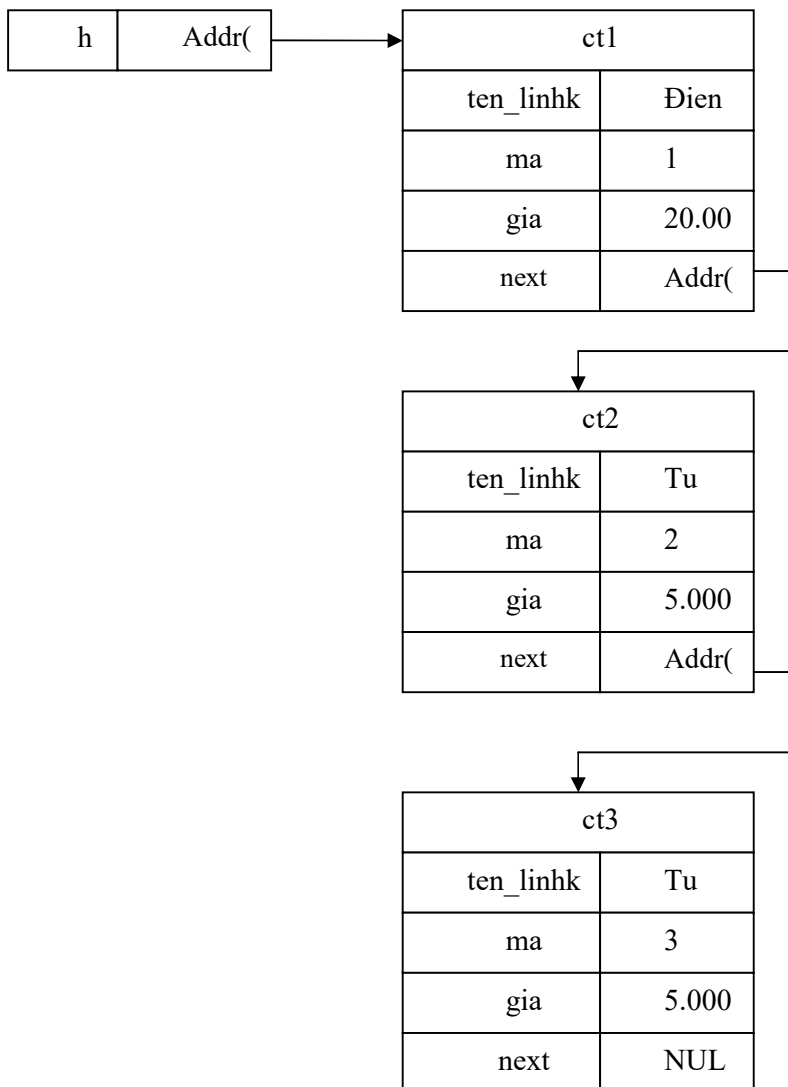 h Addr(
ct1
ten_linhk Đien
ma 1
gia 20.00
next Addr(
ct2
ten_linhk Tu
ma 2
gia 5.000
next Addr(
ct3
ten_linhk Tu
ma 3
gia 5.000
next NUL